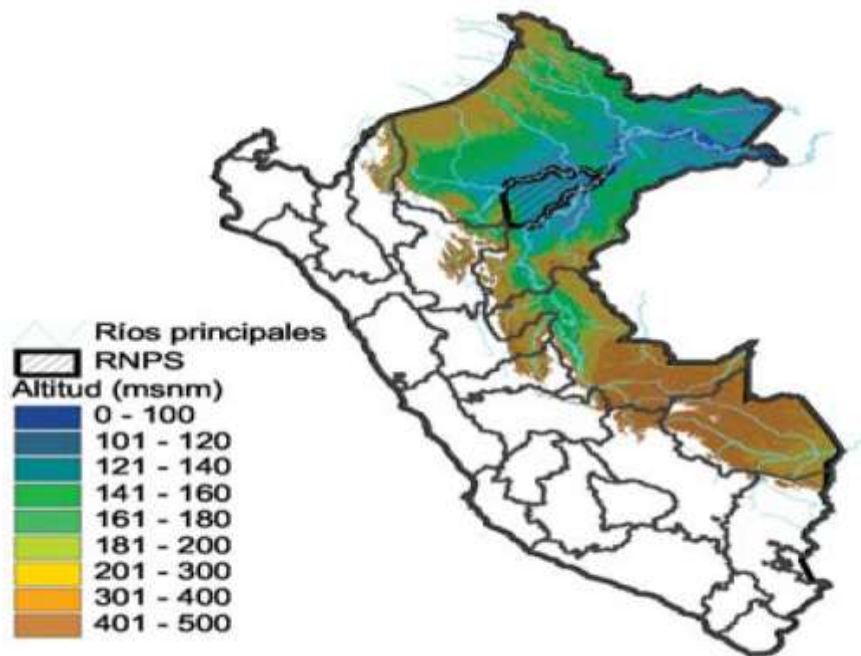 Ríos principales
RNPS
Altitud (msnm)
0 - 100
101 - 120
121 - 140
141 - 160
161 - 180
181 - 200
201 - 300
301 - 400
401 - 500